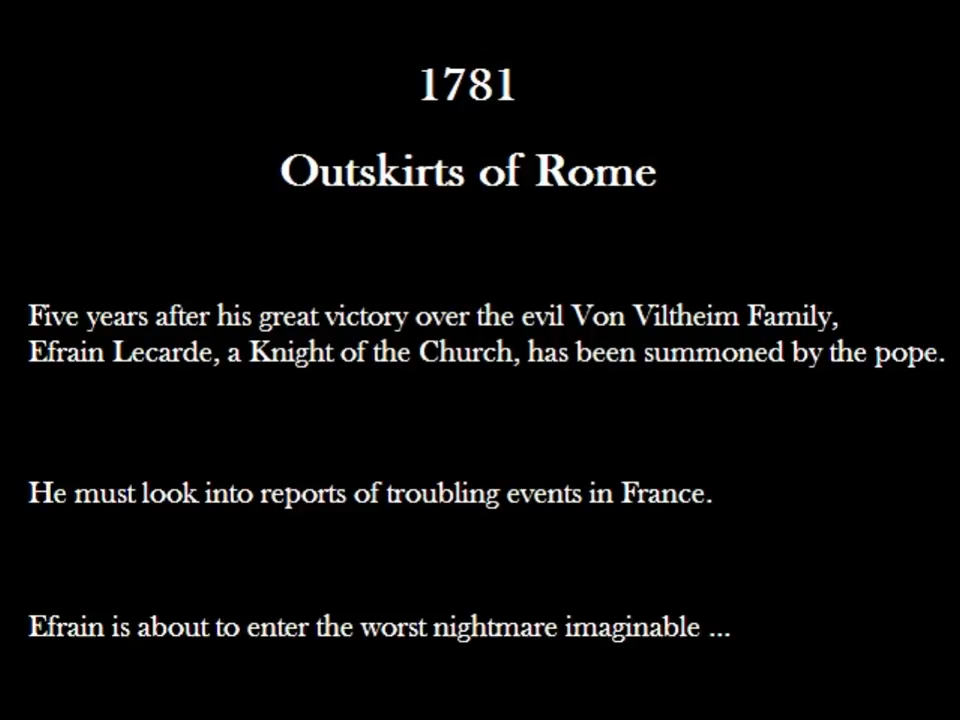 1781
Outskirts of Rome
Five years after his great victory over the evil Von Viltheim Family,
Efrain Lecarde, a Knight of the Church, has been summoned by the pope.
He must look into reports of troubling events in France.
Efrain is about to enter the worst nightmare imaginable ...